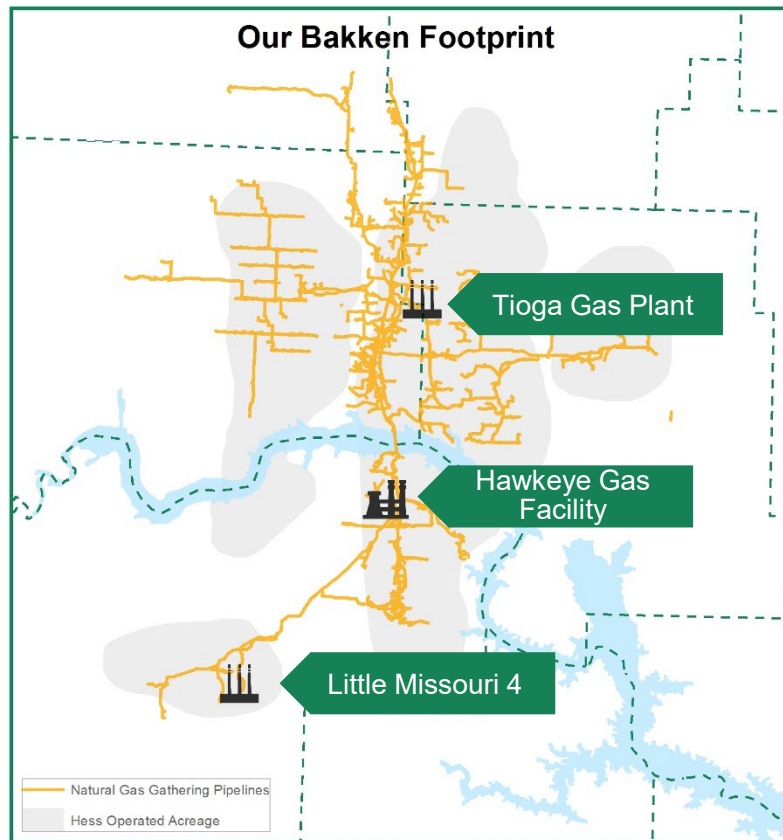 Our Bakken Footprint
Tioga Gas Plant
Hawkeye Gas
Facility
Little Missouri 4
Natural Gas Gathering Pipelines
Hess Operated Acreage